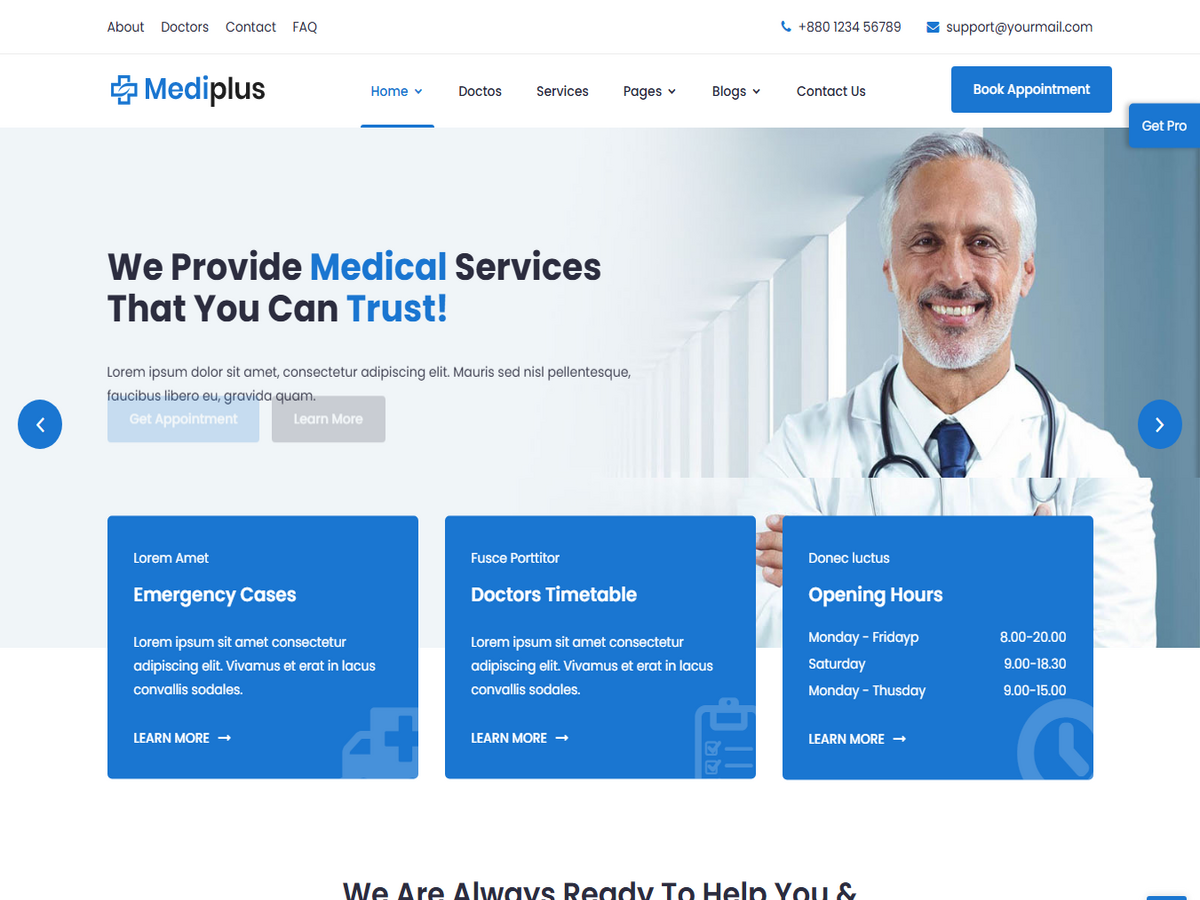 About Doctors Contact FAQ
+880 1234 56789 support@yourmail.com
Mediplus
Home Doctos Services Pages Blogs Contact Us
Book Appointment
Get Pro
We Provide Medical Services
That You Can Trust!
Lorem ipsum dolor sit amet, consectetur adipiscing elit. Mauris sed nisl pellentesque,
faucibus libero eu, gravida quam.
Get Appointment Learn More
Lorem Amet
Emergency Cases
Lorem ipsum sit amet consectetur
adipiscing elit. Vivamus et erat in lacus
convallis sodales.
LEARN MORE
Fusce Porttitor
Doctors Timetable
Lorem ipsum sit amet consectetur
adipiscing elit. Vivamus et erat in lacus
convallis sodales.
LEARN MORE
Donec luctus
Opening Hours
Monday - Fridayp 8.00-20.00
Saturday 9.00-18.30
Monday - Thusday 9.00-15.00
LEARN MORE
We Are Always Ready To Help You &